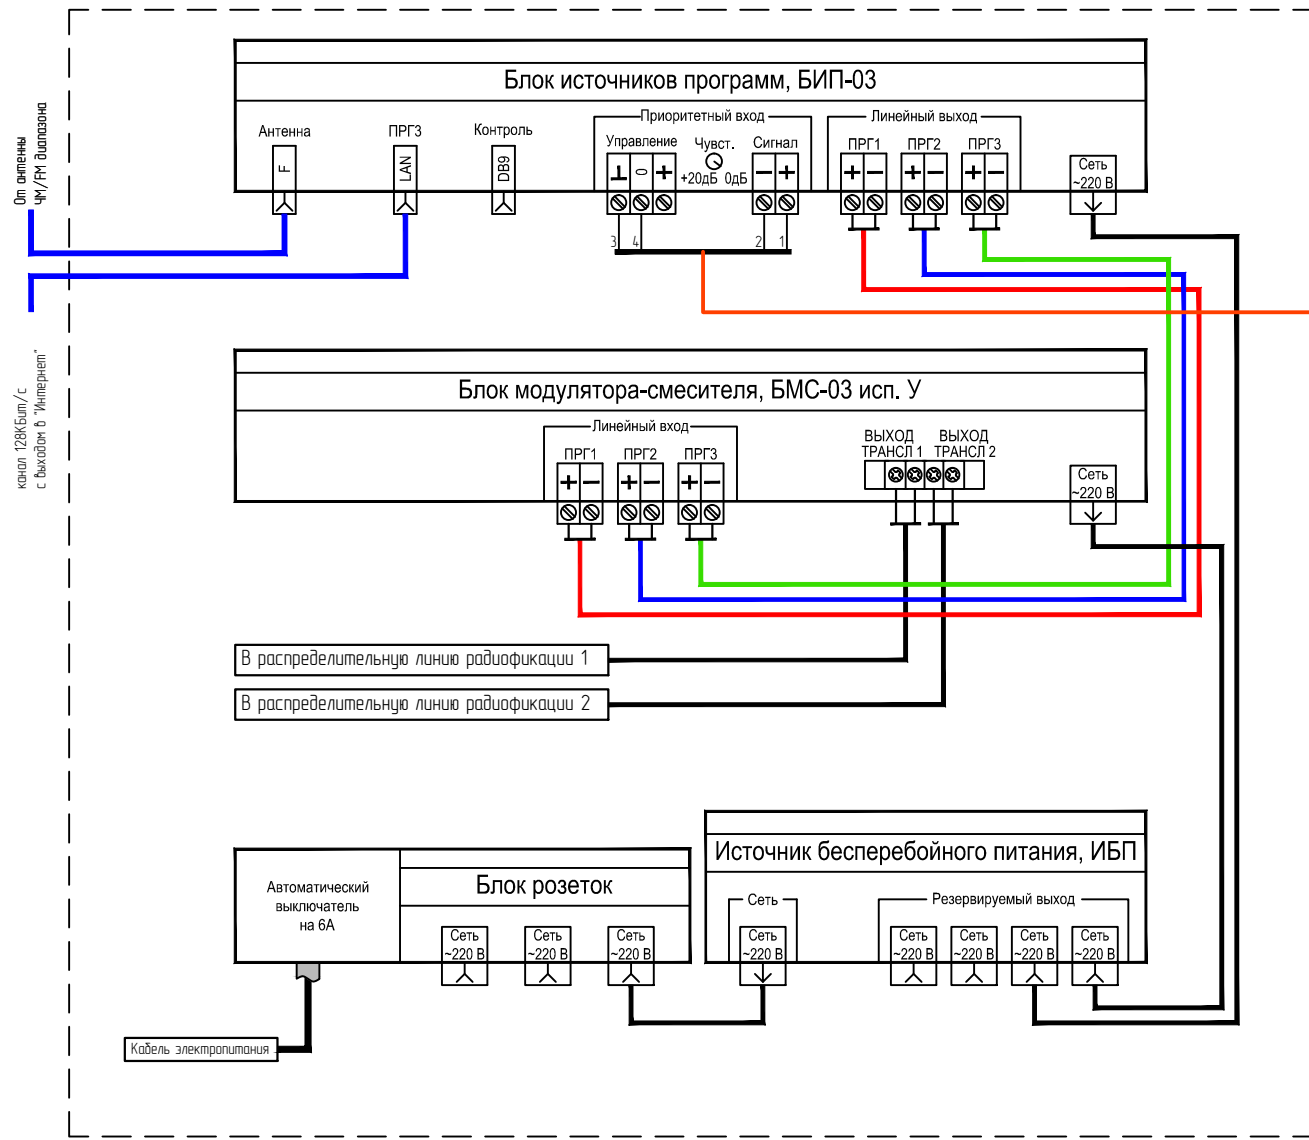 От антенны
ЧМ/FM диапазона
канал 128КБит/с
с выходом в "Интернет"
Блок источников программ, БИП-03
Антенна
F
ПРГ3
LAN
Контроль
DB9
Приоритетный вход
Управление
Чувст.
Сигнал
0
+
+20дБ 0дБ
— +
3 4 2 1
Линейный выход
ПРГ1 ПРГ2 ПРГ3
+ — + — + —
Сеть
~220 В
Блок модулятора-смесителя, БМС-03 исп. У
Линейный вход
ПРГ1 ПРГ2 ПРГ3
+ — + — + —
ВЫХОД
ТРАНСЛ 1
ВЫХОД
ТРАНСЛ 2
Сеть
~220 В
В распределительную линию радиофикации 1
В распределительную линию радиофикации 2
Автоматический
выключатель
на 6А
Блок розеток
Сеть
~220 В
Сеть
~220 В
Сеть
~220 В
Источник бесперебойного питания, ИБП
Сеть
Сеть
~220 В
Резервируемый выход
Сеть
~220 В
Сеть
~220 В
Сеть
~220 В
Сеть
~220 В
Кабель электропитания